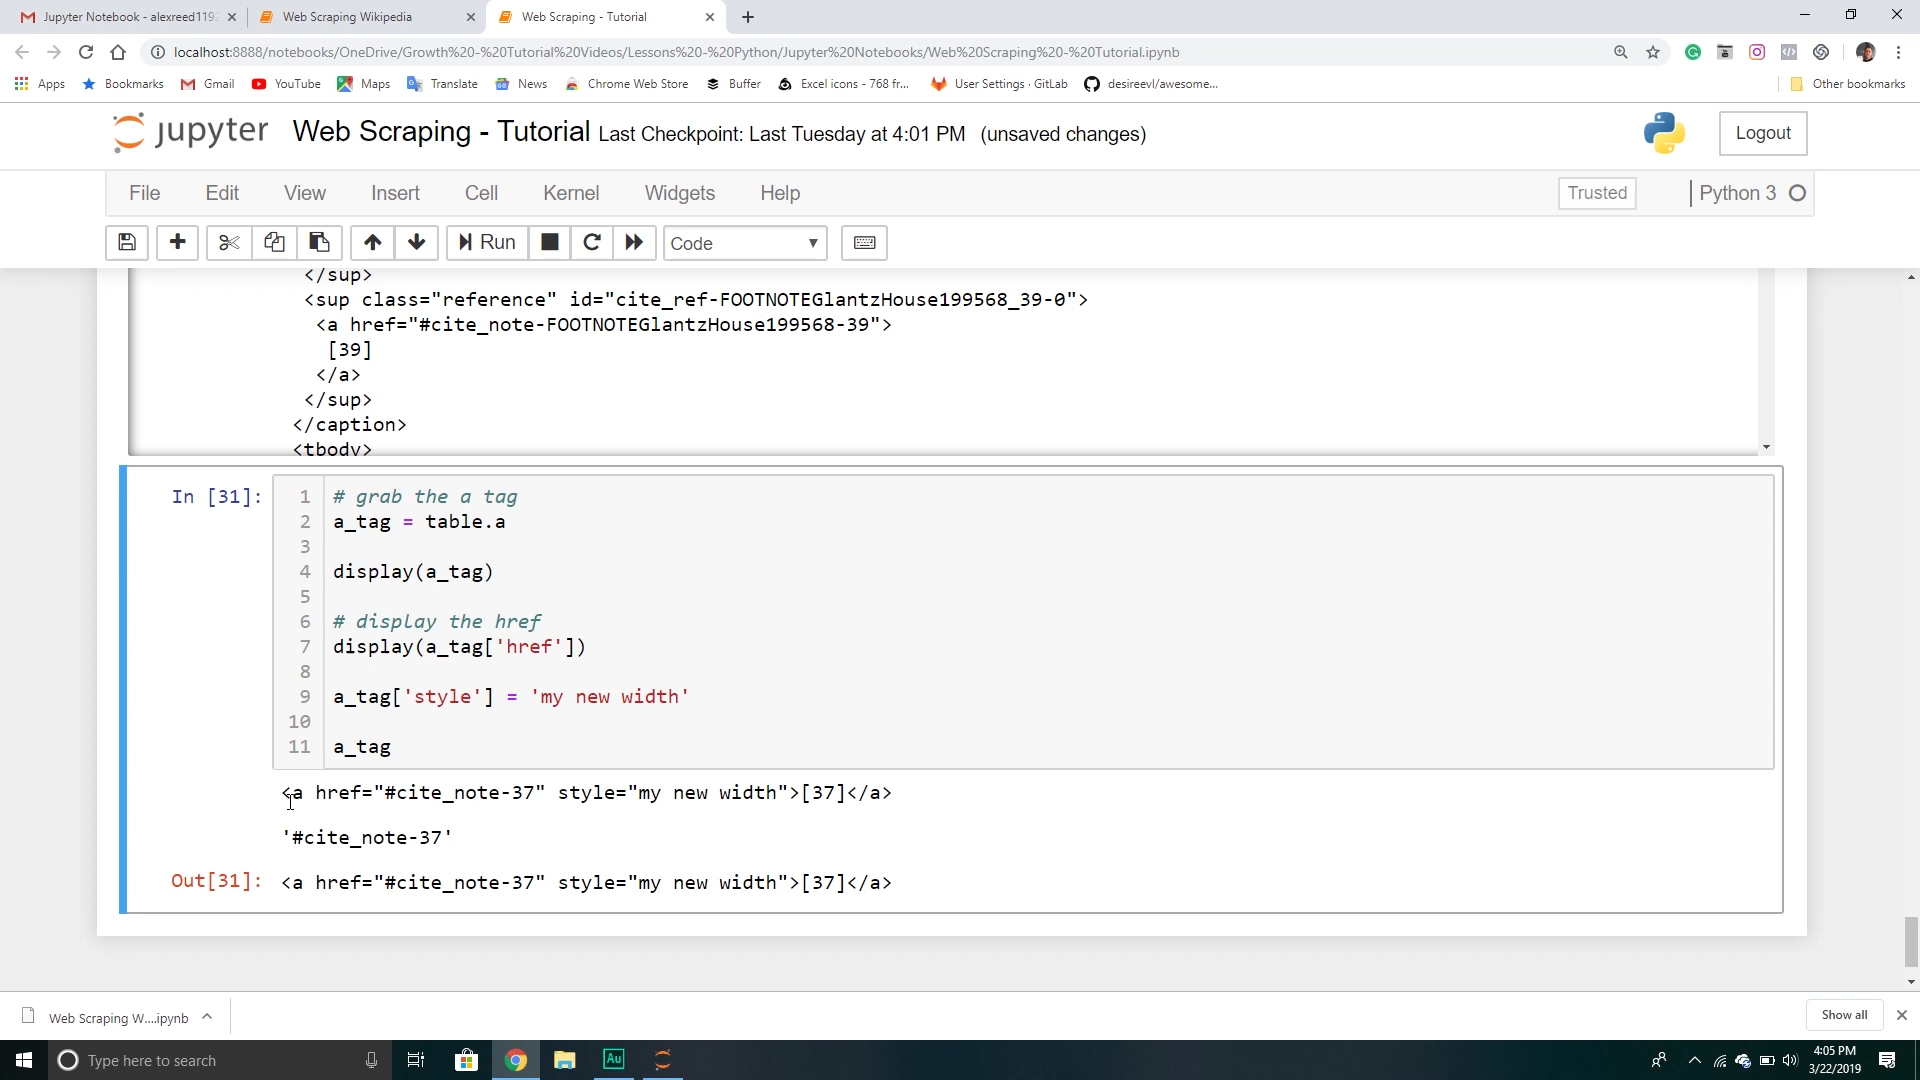 Jupyter Notebook - alexreed119
Web Scraping Wikipedia
Web Scraping - Tutorial
localhost:8888/notebooks/OneDrive/Growth%20-%20Tutorial%20Videos/Lessons%20-%20Python/Jupyter%20Notebooks/Web%20Scraping%20-%20Tutorial.ipynb
Apps Bookmarks Gmail YouTube Maps Translate News Chrome Web Store Buffer Excel icons - 768 fr... User Settings · GitLab desireevl/awesome... Other bookmarks
jupyter Web Scraping - Tutorial Last Checkpoint: Last Tuesday at 4:01 PM (unsaved changes) Logout
File Edit View Insert Cell Kernel Widgets Help Trusted Python 3
Run Code
</sup>
<sup class="reference" id="cite_ref-FOOTNOTEGlantzHouse199568_39-0">
<a href="#cite_note-FOOTNOTEGlantzHouse199568-39">
[39]
</a>
</sup>
</caption>
<tbody>
In [31]: 1 # grab the a tag
2 a_tag = table.a
3
4 display(a_tag)
5
6 # display the href
7 display(a_tag['href'])
8
9 a_tag['style'] = 'my new width'
10
11 a_tag
<a href="#cite_note-37" style="my new width">[37]</a>
'#cite_note-37'
Out[31]: <a href="#cite_note-37" style="my new width">[37]</a>
Web Scraping W....ipynb Show all
Type here to search Au 4:05 PM
3/22/2019